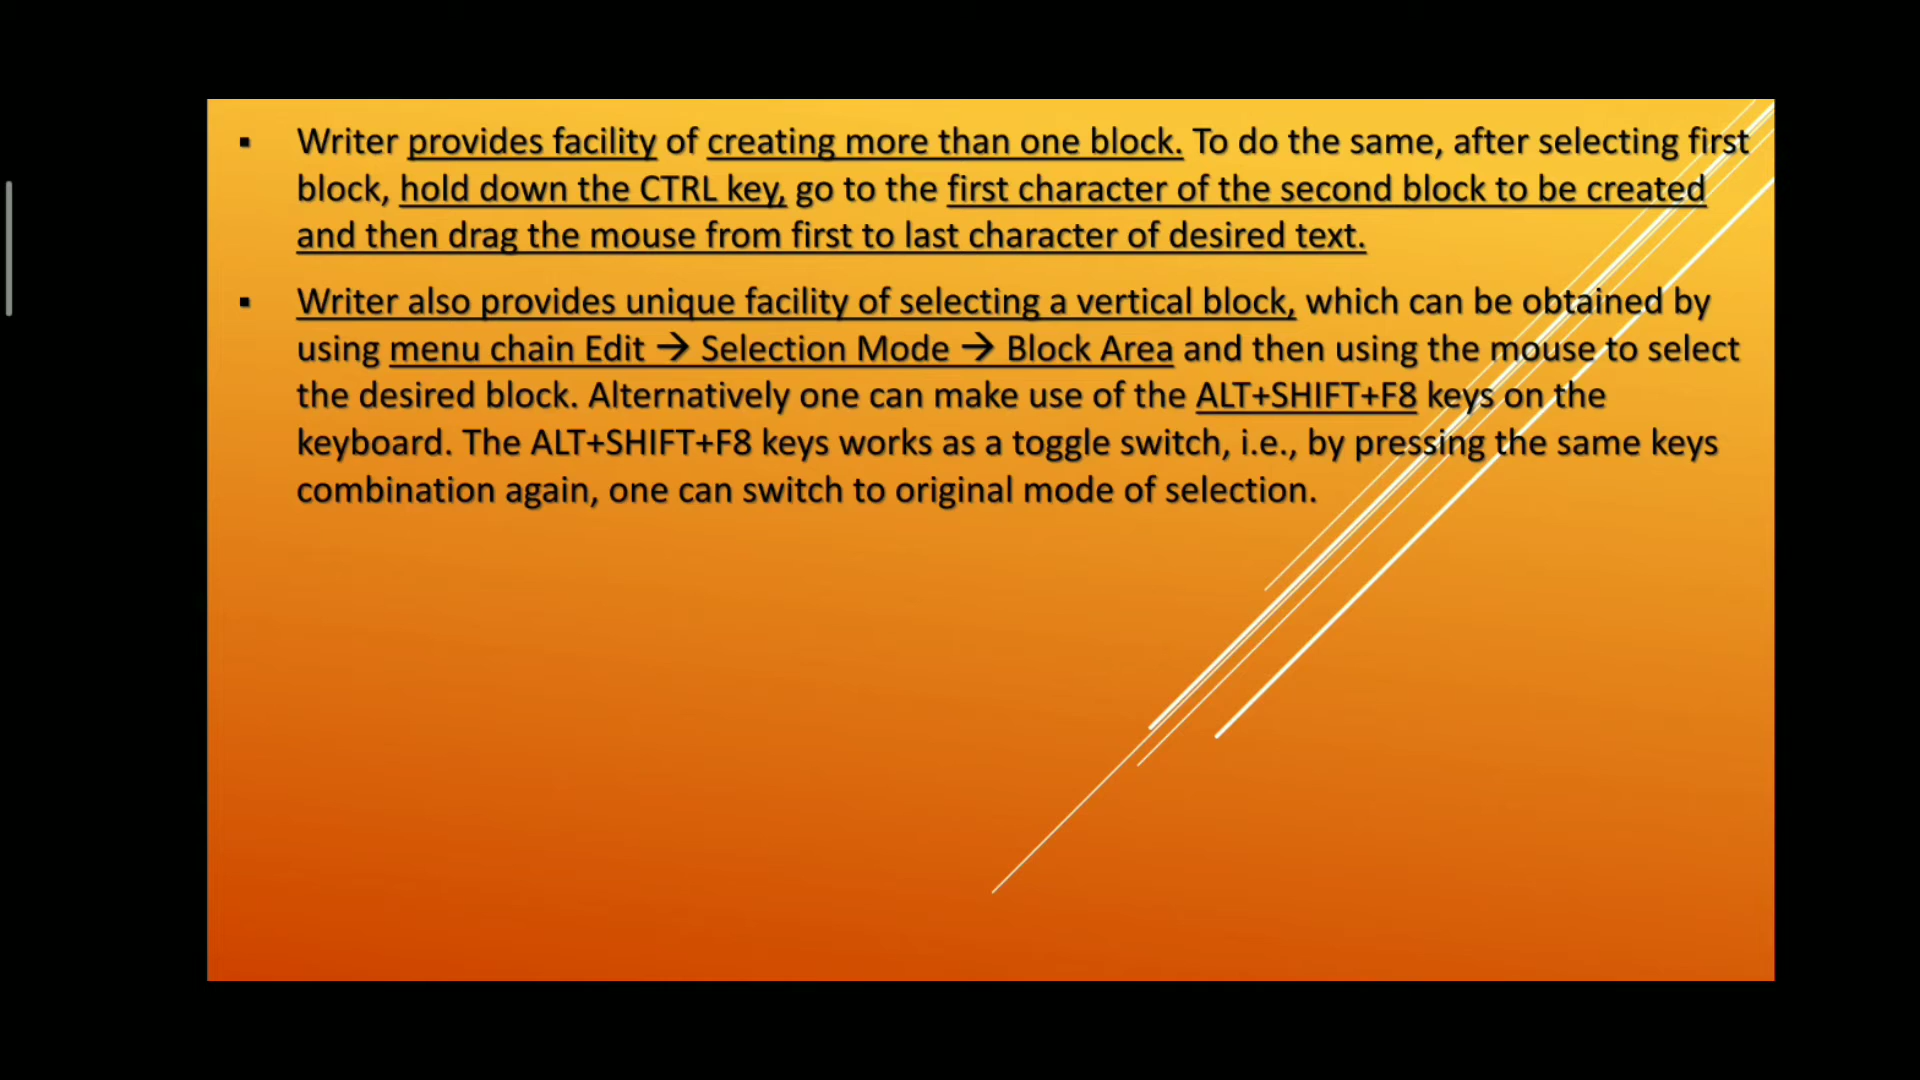 ▪ Writer provides facility of creating more than one block. To do the same, after selecting first
block, hold down the CTRL key, go to the first character of the second block to be created
and then drag the mouse from first to last character of desired text.
▪ Writer also provides unique facility of selecting a vertical block, which can be obtained by
using menu chain Edit → Selection Mode → Block Area and then using the mouse to select
the desired block. Alternatively one can make use of the ALT+SHIFT+F8 keys on the
keyboard. The ALT+SHIFT+F8 keys works as a toggle switch, i.e., by pressing the same keys
combination again, one can switch to original mode of selection.